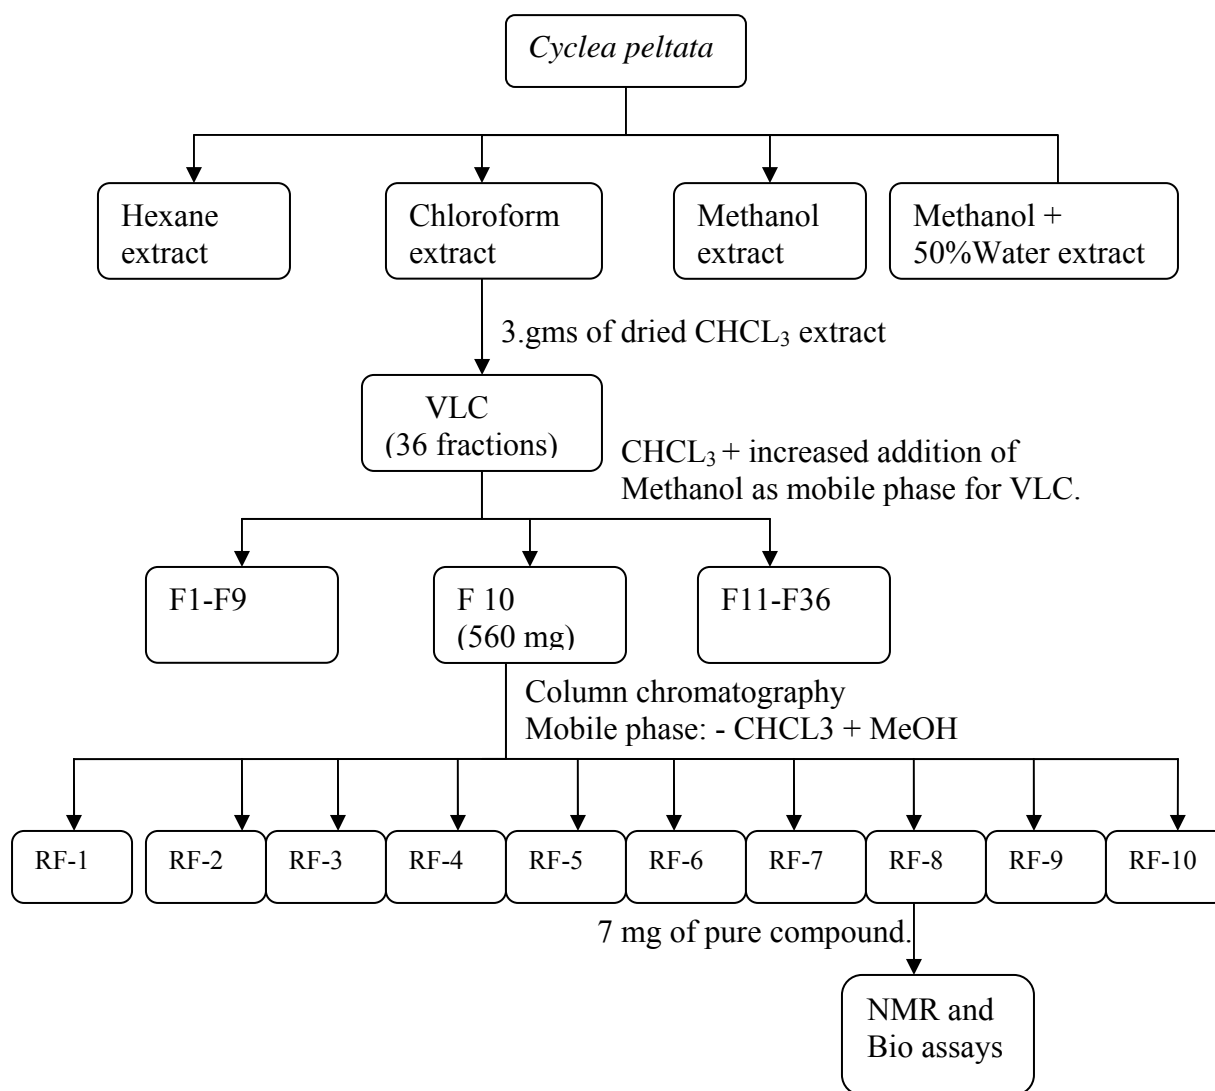 Cyclea peltata
Hexane
extract
Chloroform
extract
Methanol
extract
Methanol +
50%Water extract
3.gms of dried CHCL₃ extract
VLC
(36 fractions)
CHCL₃ + increased addition of
Methanol as mobile phase for VLC.
F1-F9
F 10
(560 mg)
F11-F36
Column chromatography
Mobile phase: - CHCL3 + MeOH
RF-1
RF-2
RF-3
RF-4
RF-5
RF-6
RF-7
RF-8
RF-9
RF-10
7 mg of pure compound.
NMR and
Bio assays